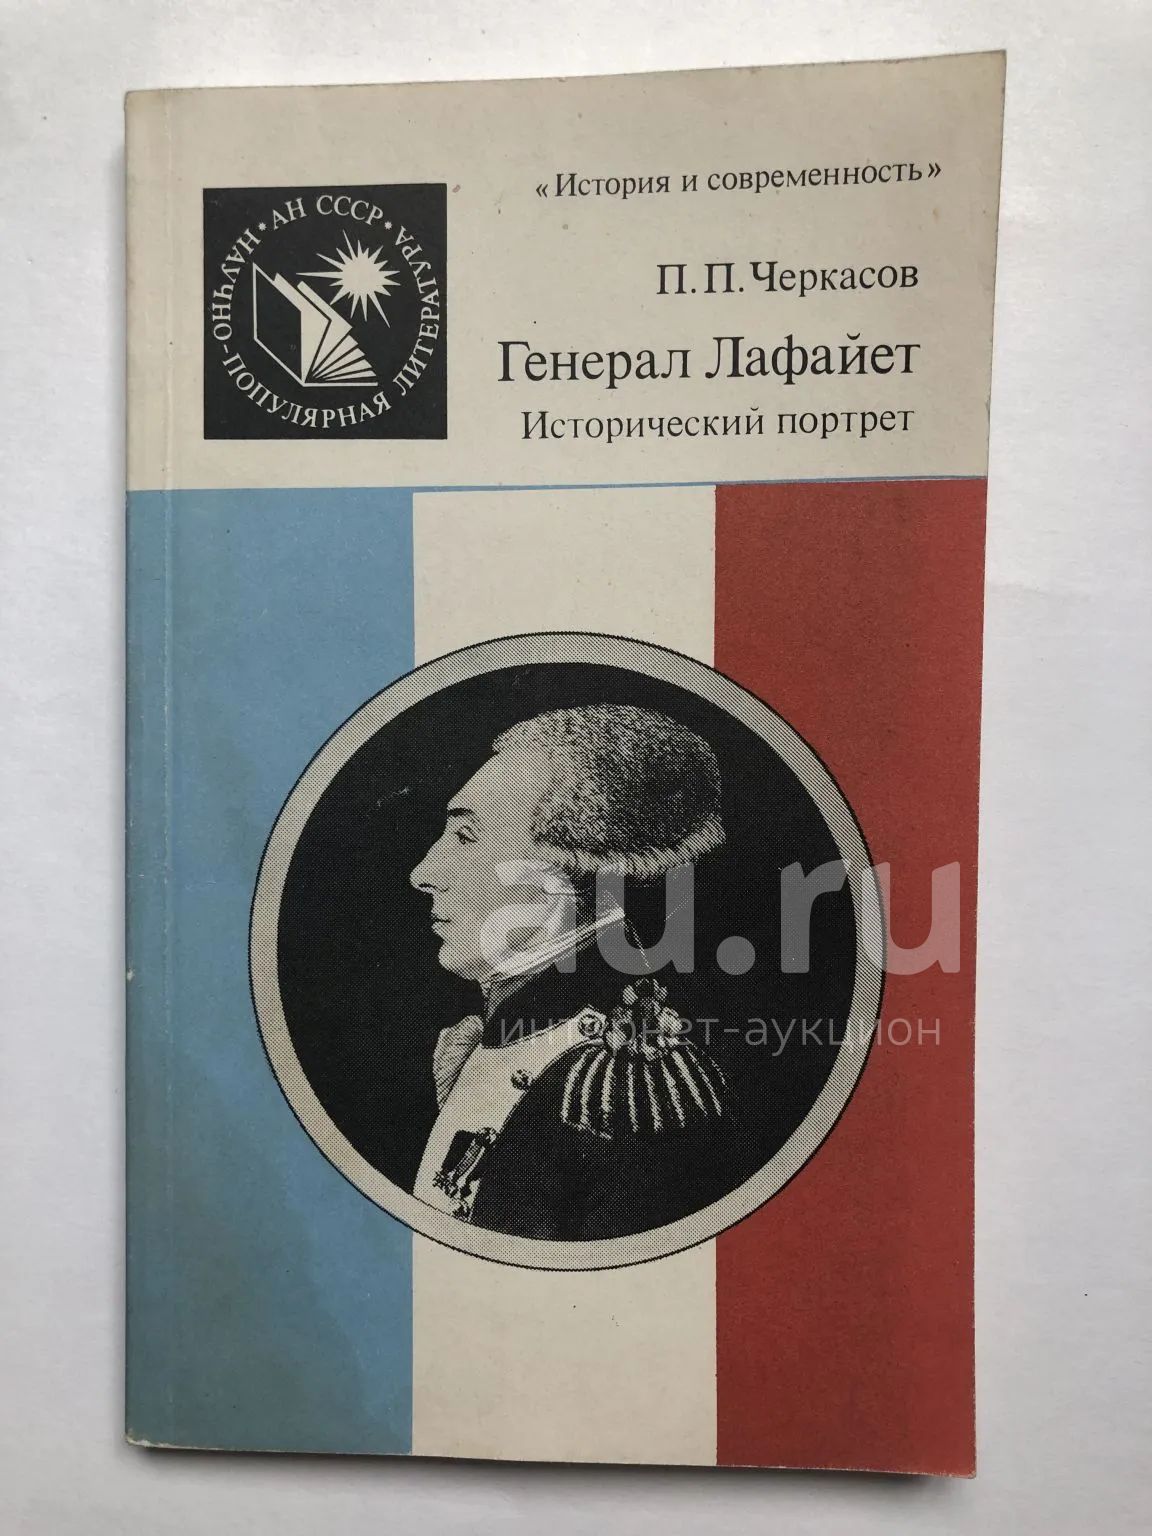 «История и современность»
АН СССР * НАУЧНО-ПОПУЛЯРНАЯ ЛИТЕРАТУРА *
П. П. Черкасов
Генерал Лафайет
Исторический портрет
au.ru
интернет-аукцион